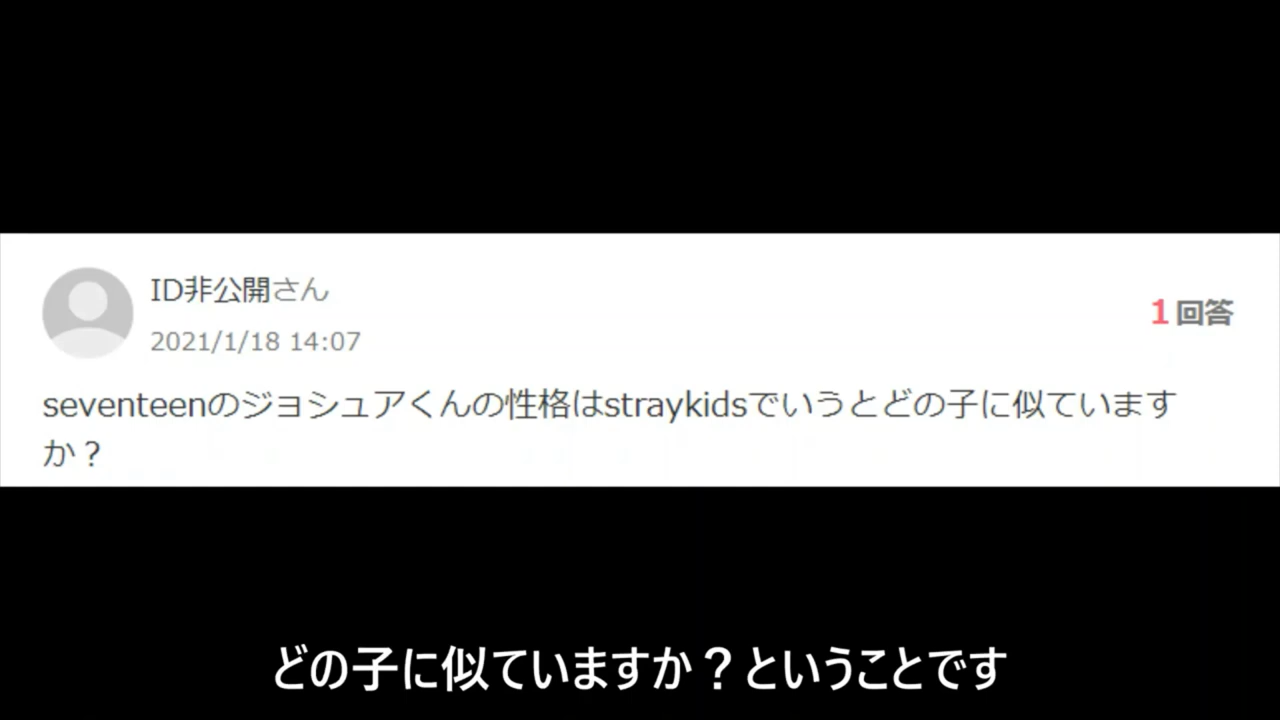 ID非公開さん
2021/1/18 14:07
1回答
seventeenのジョシュアくんの性格はstraykidsでいうとどの子に似ています
か？
どの子に似ていますか？ということです